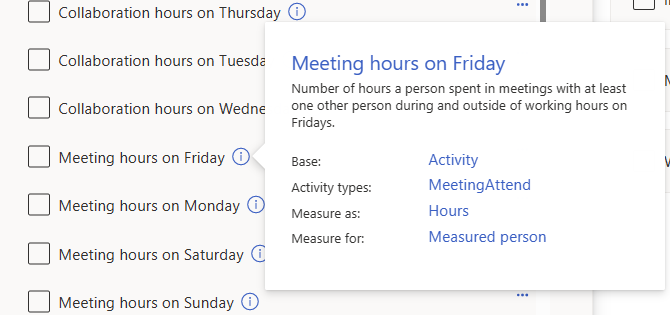 Collaboration hours on Thursday
Collaboration hours on Tuesda
Collaboration hours on Wedne
Meeting hours on Friday
Meeting hours on Monday
Meeting hours on Saturday
Meeting hours on Sunday
Meeting hours on Friday
Number of hours a person spent in meetings with at least
one other person during and outside of working hours on
Fridays.
Base: Activity
Activity types: MeetingAttend
Measure as: Hours
Measure for: Measured person